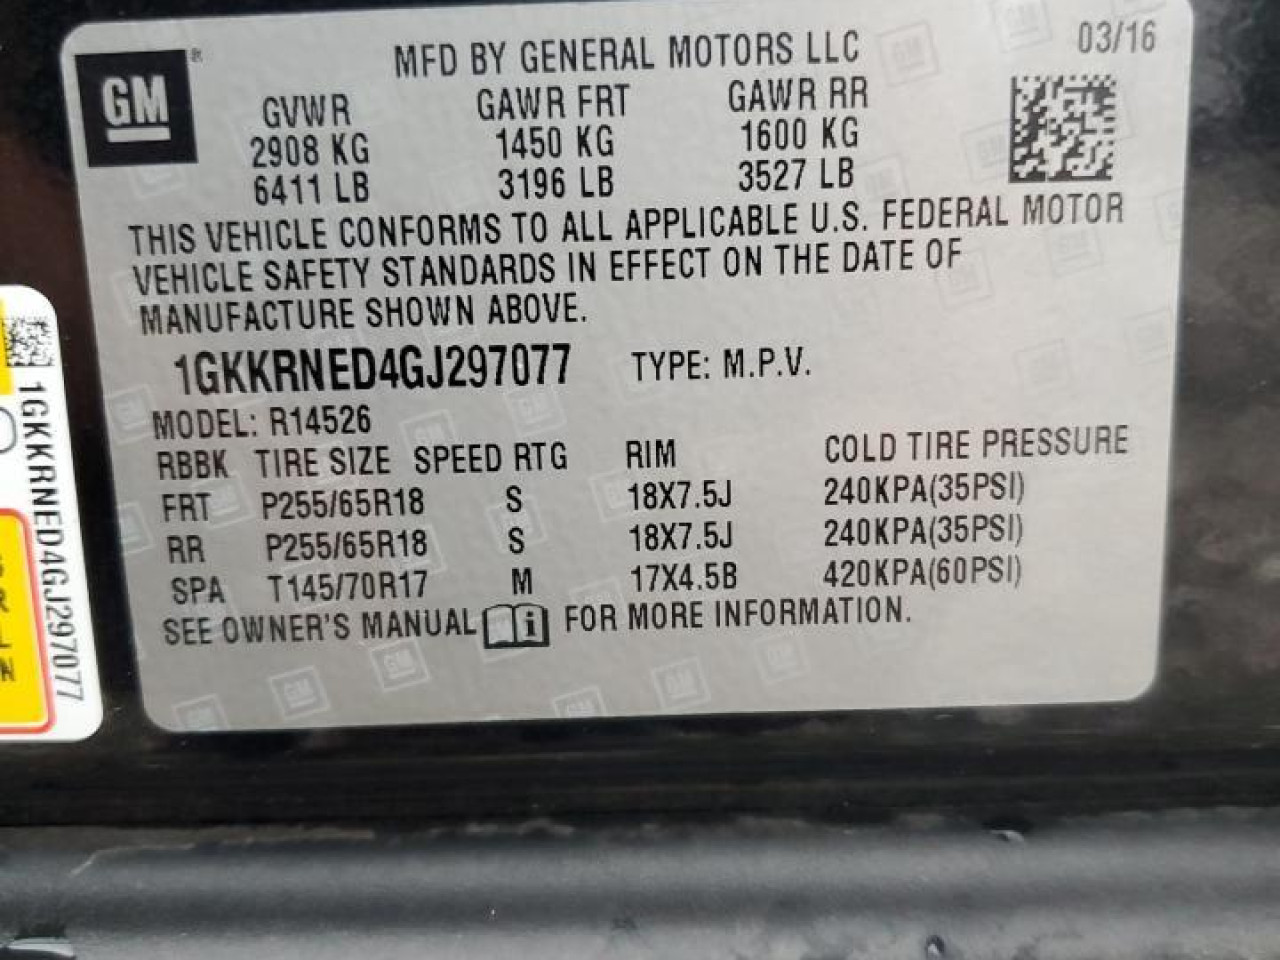 GM ®
MFD BY GENERAL MOTORS LLC
03/16
GVWR GAWR FRT GAWR RR
2908 KG 1450 KG 1600 KG
6411 LB 3196 LB 3527 LB
THIS VEHICLE CONFORMS TO ALL APPLICABLE U.S. FEDERAL MOTOR
VEHICLE SAFETY STANDARDS IN EFFECT ON THE DATE OF
MANUFACTURE SHOWN ABOVE.
1GKKRNED4GJ297077 TYPE: M.P.V.
MODEL: R14526
RBBK TIRE SIZE SPEED RTG RIM COLD TIRE PRESSURE
FRT P255/65R18 S 18X7.5J 240KPA(35PSI)
RR P255/65R18 S 18X7.5J 240KPA(35PSI)
SPA T145/70R17 M 17X4.5B 420KPA(60PSI)
SEE OWNER'S MANUAL i FOR MORE INFORMATION.
1GKKRNED4GJ297077